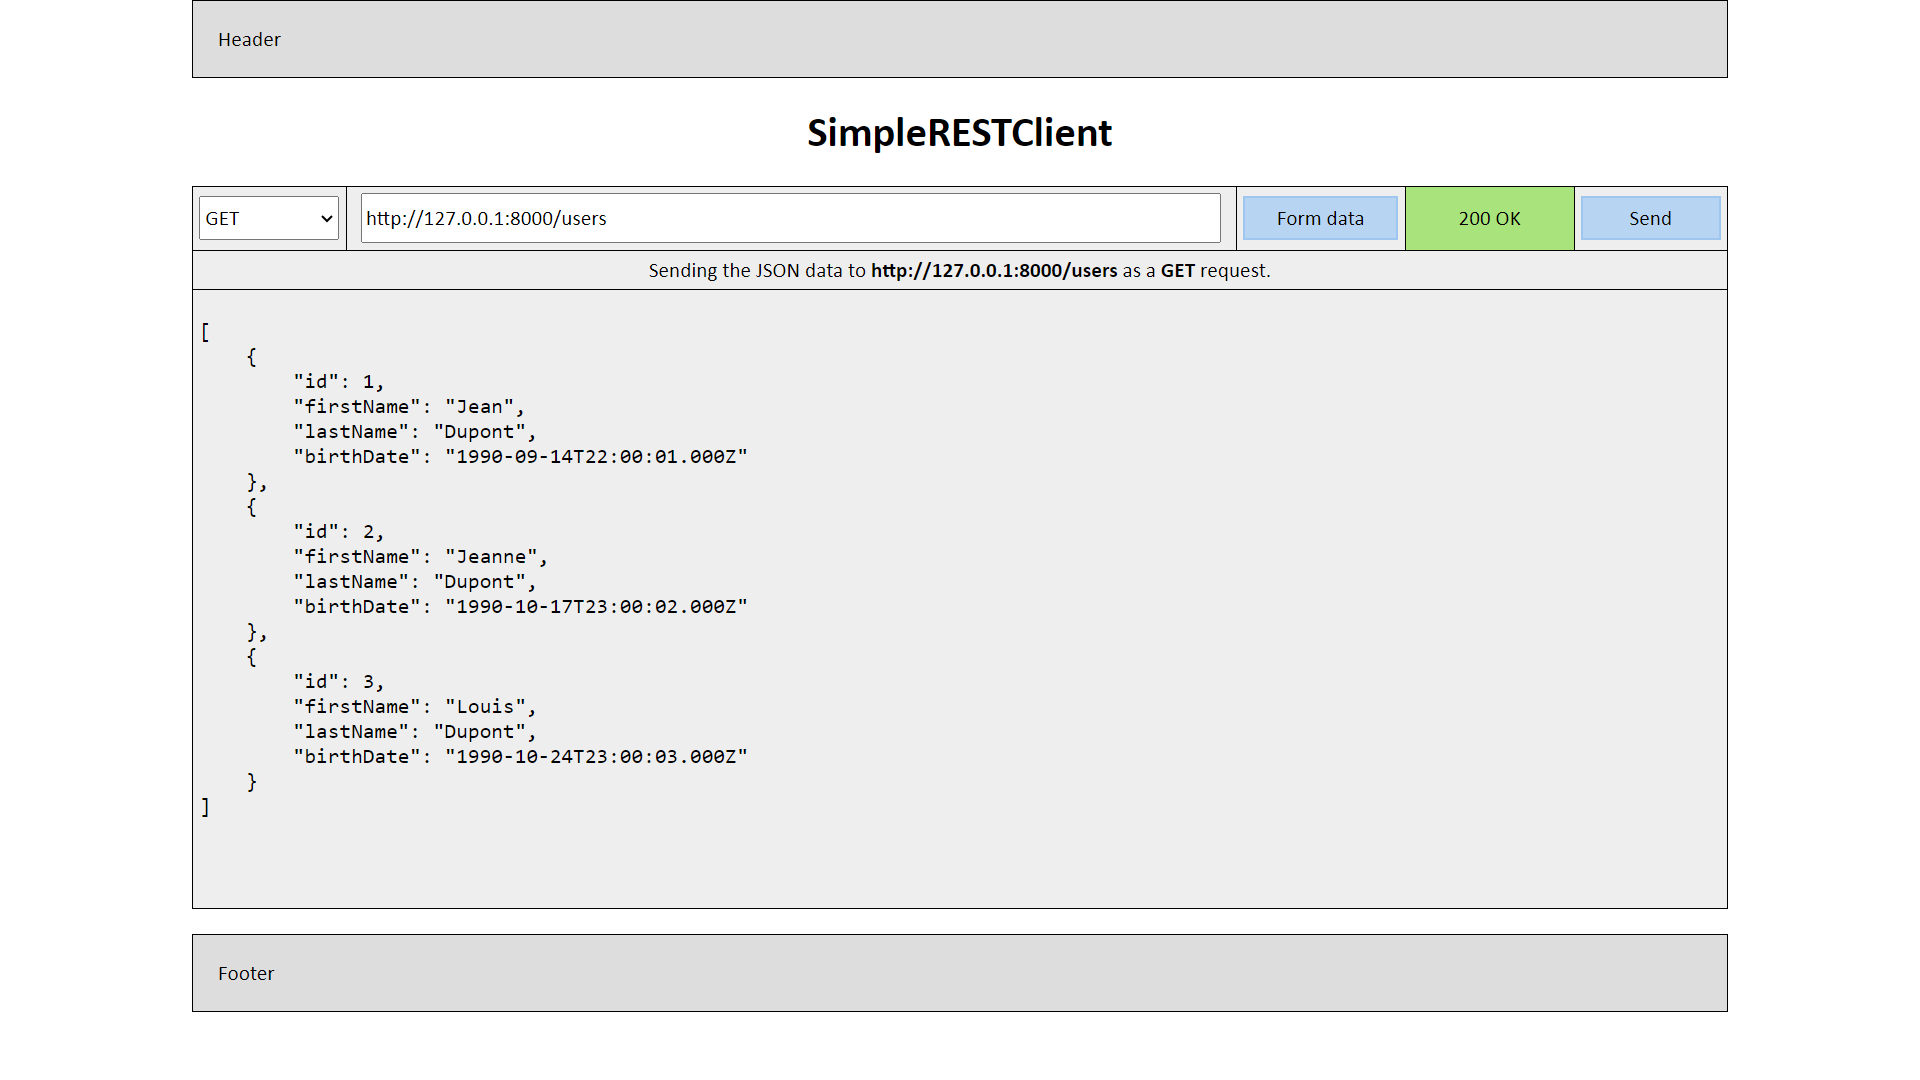 Header
SimpleRESTClient
GET http://127.0.0.1:8000/users Form data 200 OK Send
Sending the JSON data to http://127.0.0.1:8000/users as a GET request.
[
    {
        "id": 1,
        "firstName": "Jean",
        "lastName": "Dupont",
        "birthDate": "1990-09-14T22:00:01.000Z"
    },
    {
        "id": 2,
        "firstName": "Jeanne",
        "lastName": "Dupont",
        "birthDate": "1990-10-17T23:00:02.000Z"
    },
    {
        "id": 3,
        "firstName": "Louis",
        "lastName": "Dupont",
        "birthDate": "1990-10-24T23:00:03.000Z"
    }
]
Footer